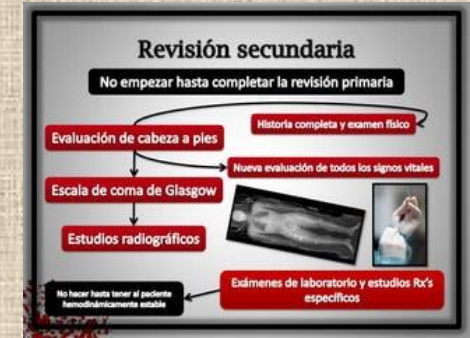 Revisión secundaria
No empezar hasta completar la revisión primaria
Historia completa y examen físico
Evaluación de cabeza a pies
Nueva evaluación de todos los signos vitales
Escala de coma de Glasgow
Estudios radiográficos
Exámenes de laboratorio y estudios Rx's
específicos
No hacer hasta tener al paciente
hemodinámicamente estable